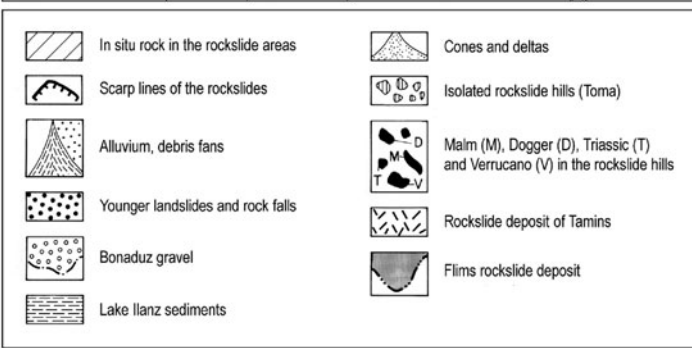 In situ rock in the rockslide areas
Scarp lines of the rockslides
Alluvium, debris fans
Younger landslides and rock falls
Bonaduz gravel
Lake Ilanz sediments
Cones and deltas
Isolated rockslide hills (Toma)
D
M
T
V
Malm (M), Dogger (D), Triassic (T)
and Verrucano (V) in the rockslide hills
Rockslide deposit of Tamins
Flims rockslide deposit